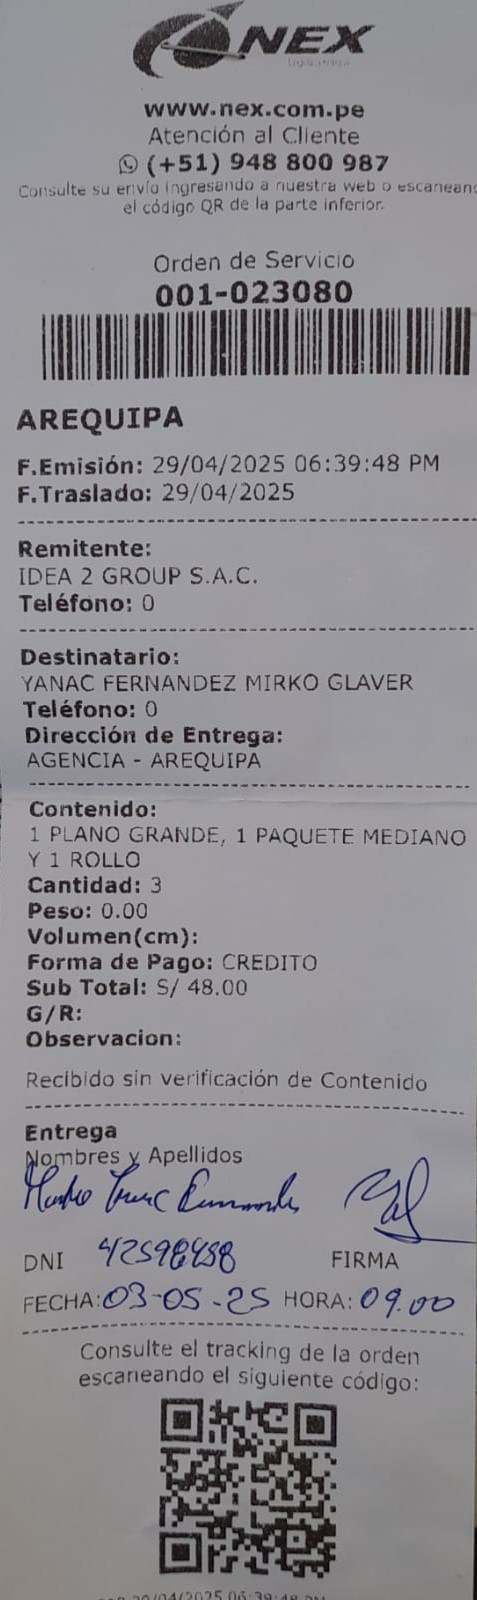 NEX
www.nex.com.pe
Atención al Cliente
(+51) 948 800 987
Consulte su envío ingresando a nuestra web o escaneand
el código QR de la parte inferior.
Orden de Servicio
001-023080
AREQUIPA
F.Emisión: 29/04/2025 06:39:48 PM
F.Traslado: 29/04/2025
Remitente:
IDEA 2 GROUP S.A.C.
Teléfono: 0
Destinatario:
YANAC FERNANDEZ MIRKO GLAVER
Teléfono: 0
Dirección de Entrega:
AGENCIA - AREQUIPA
Contenido:
1 PLANO GRANDE, 1 PAQUETE MEDIANO
Y 1 ROLLO
Cantidad: 3
Peso: 0.00
Volumen(cm):
Forma de Pago: CREDITO
Sub Total: S/ 48.00
G/R:
Observacion:
Recibido sin verificación de Contenido
Entrega
Nombres y Apellidos
DNI 42598458 FIRMA
FECHA: 03-05-25 HORA: 09.00
Consulte el tracking de la orden
escaneando el siguiente código: